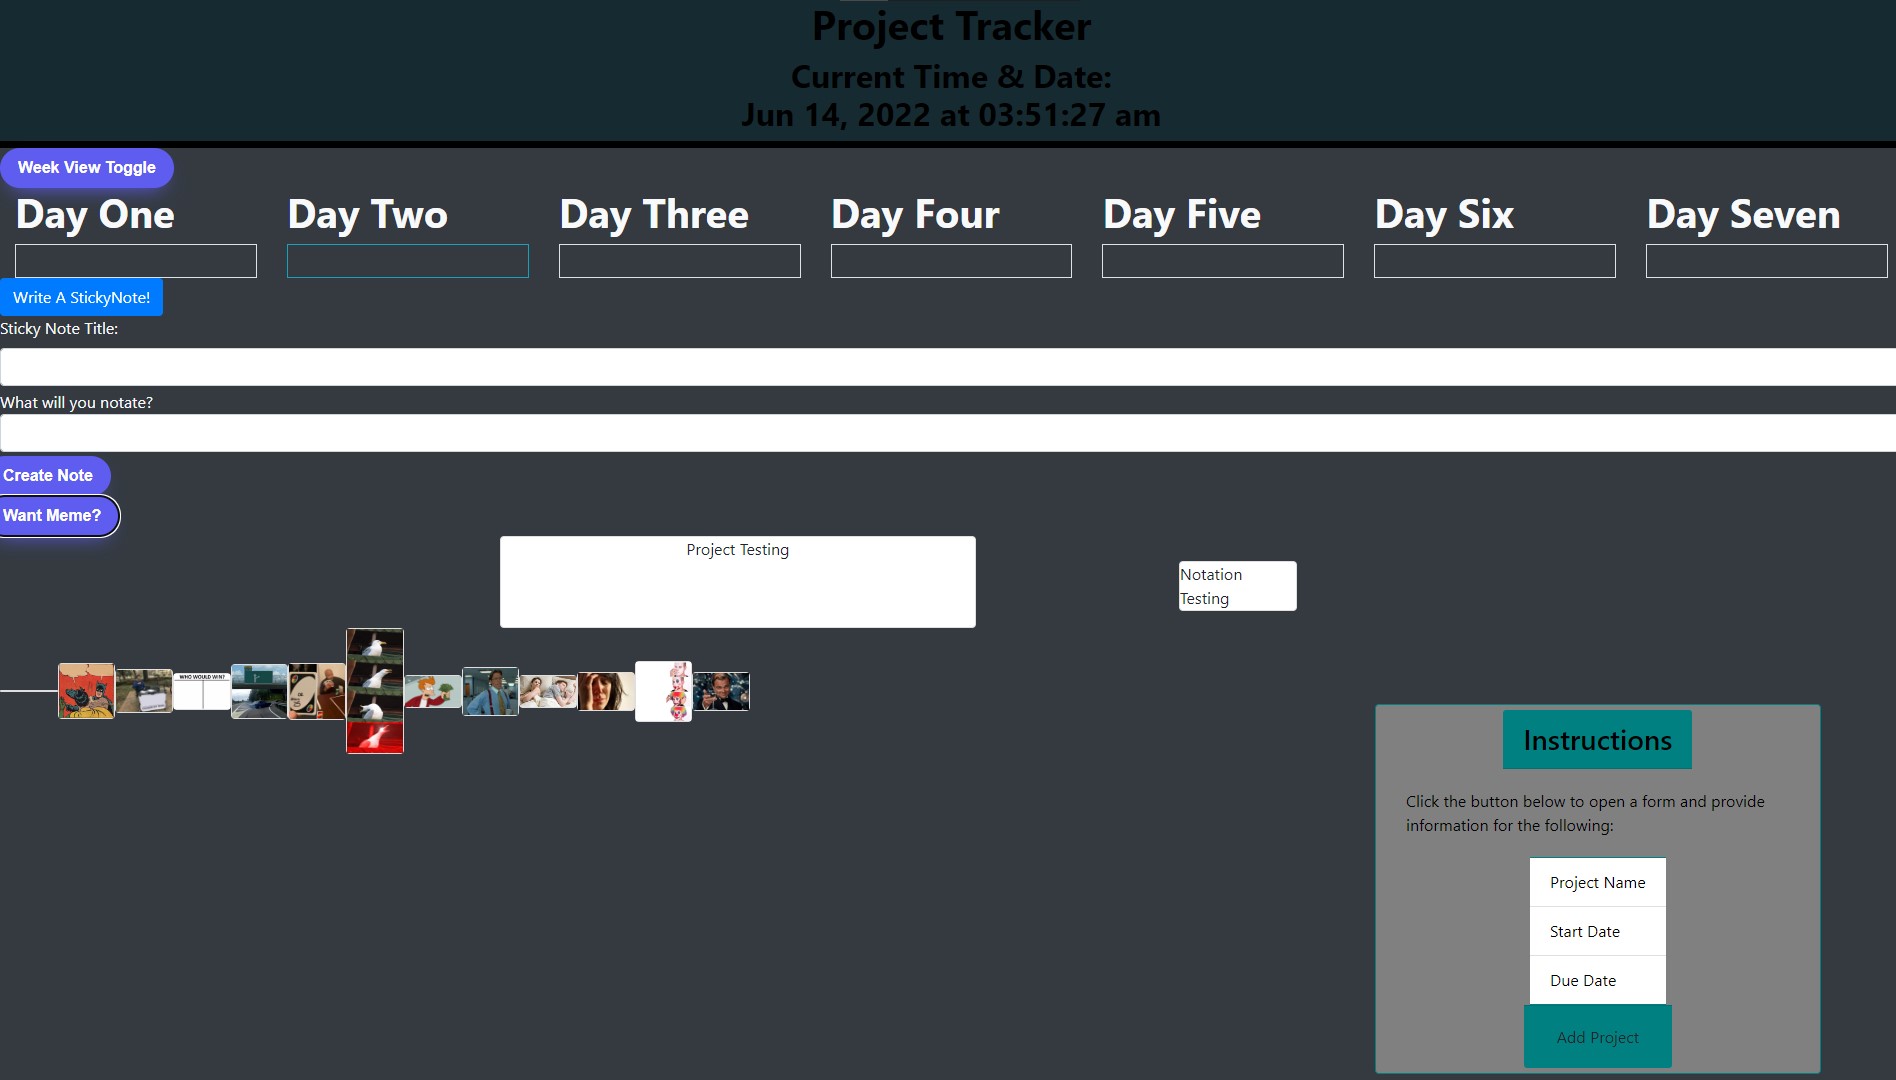 Project Tracker
Current Time & Date:
Jun 14, 2022 at 03:51:27 am
Week View Toggle
Day One
Day Two
Day Three
Day Four
Day Five
Day Six
Day Seven
Write A StickyNote!
Sticky Note Title:
What will you notate?
Create Note
Want Meme?
Project Testing
Notation
Testing
WHO WOULD WIN?
Instructions
Click the button below to open a form and provide
information for the following:
Project Name
Start Date
Due Date
Add Project